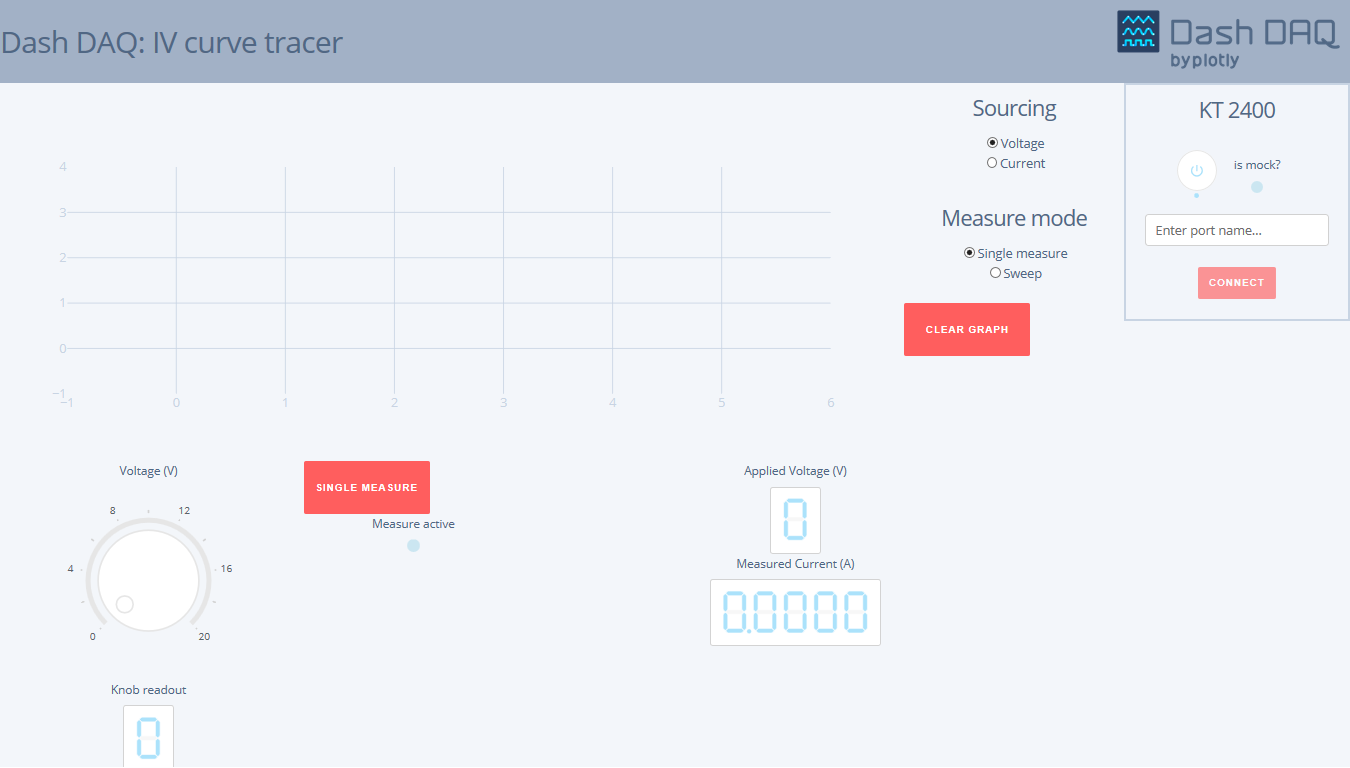 Dash DAQ: IV curve tracer
Dash DAQ
by plotly
Sourcing
Voltage
Current
Measure mode
Single measure
Sweep
CLEAR GRAPH
KT 2400
is mock?
Enter port name...
CONNECT
4
3
2
1
0
−1
−1 0 1 2 3 4 5 6
Voltage (V)
0 4 8 12 16 20
SINGLE MEASURE
Measure active
Applied Voltage (V)
0
Measured Current (A)
0.0000
Knob readout
0